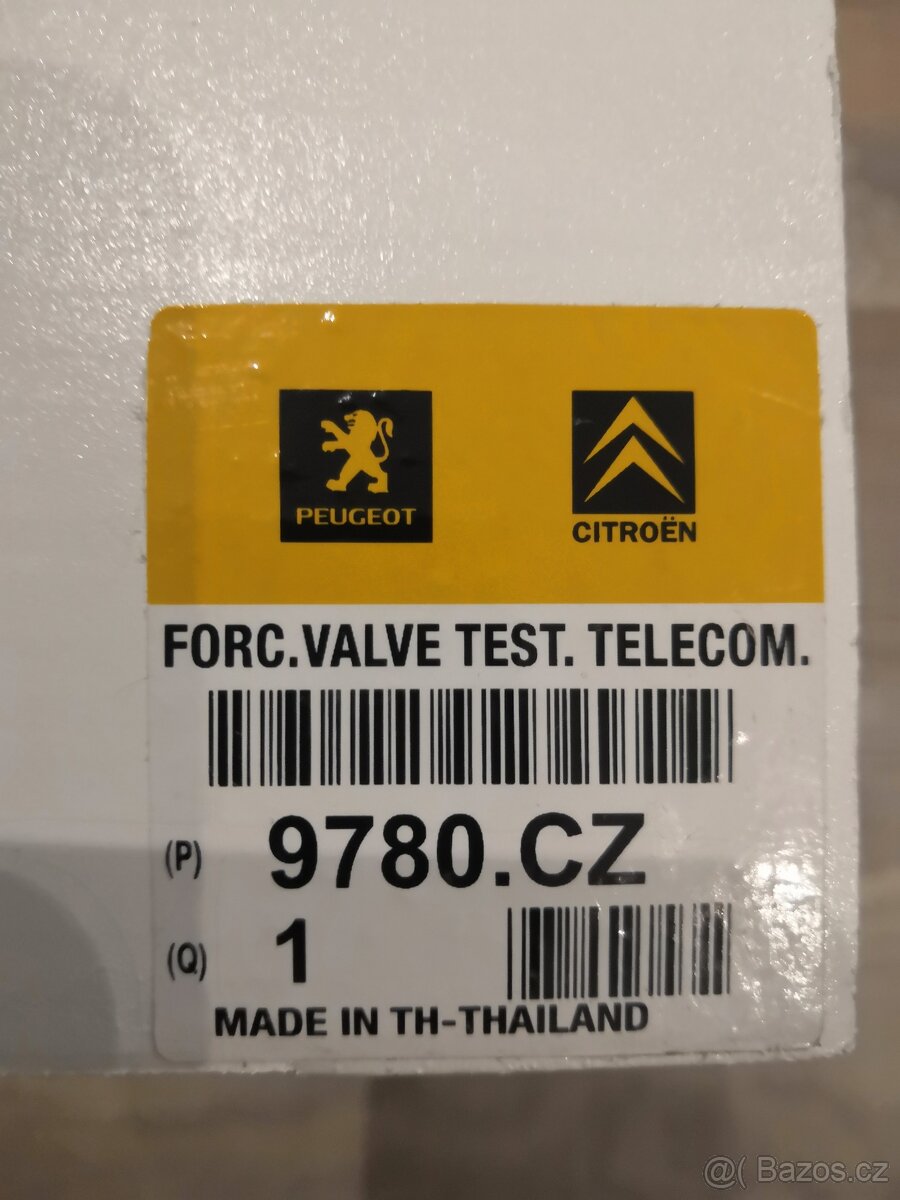 PEUGEOT
CITROËN
FORC.VALVE TEST. TELECOM.
(P) 9780.CZ
(Q) 1
MADE IN TH-THAILAND
@( Bazos.cz